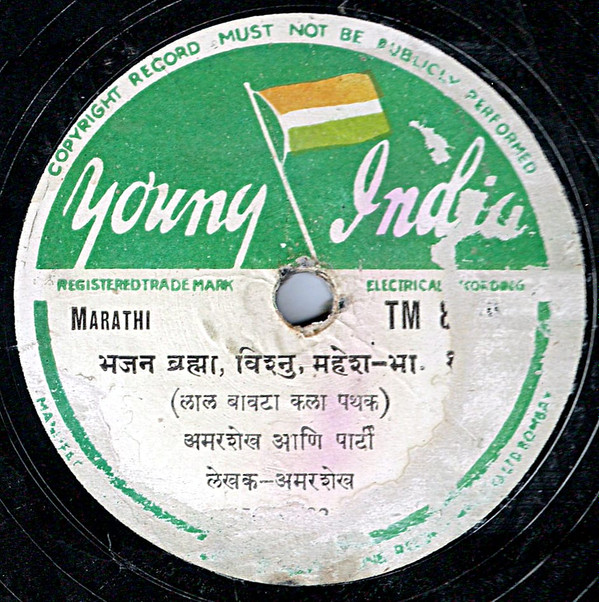 COPYRIGHT RECORD MUST NOT BE PUBLICLY PERFORMED
Young India
REGISTERED TRADE MARK
ELECTRICAL
MARATHI
TM
भजन ब्रह्मा, विश्नु, महेश-भा.
(लाल बावटा कला पथक)
अमरशेख आणि पार्टी
लेखक-अमरशेख